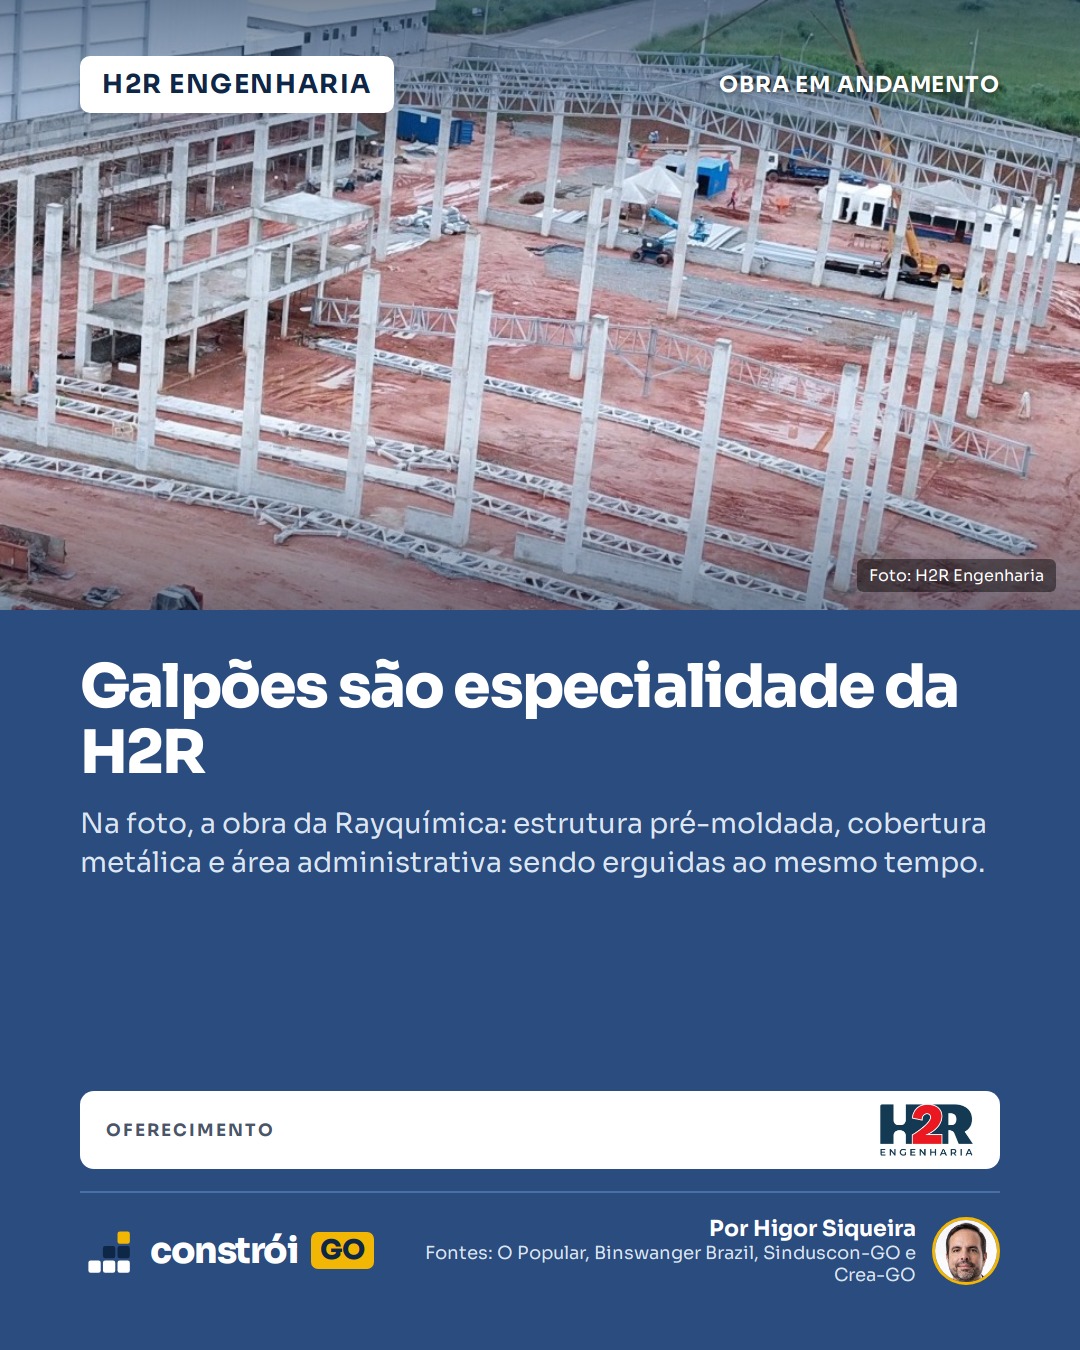 H2R ENGENHARIA
OBRA EM ANDAMENTO
Foto: H2R Engenharia
Galpões são especialidade da
H2R
Na foto, a obra da Rayquímica: estrutura pré-moldada, cobertura
metálica e área administrativa sendo erguidas ao mesmo tempo.
OFERECIMENTO
H2R
ENGENHARIA
constrói GO
Por Higor Siqueira
Fontes: O Popular, Binswanger Brazil, Sinduscon-GO e
Crea-GO